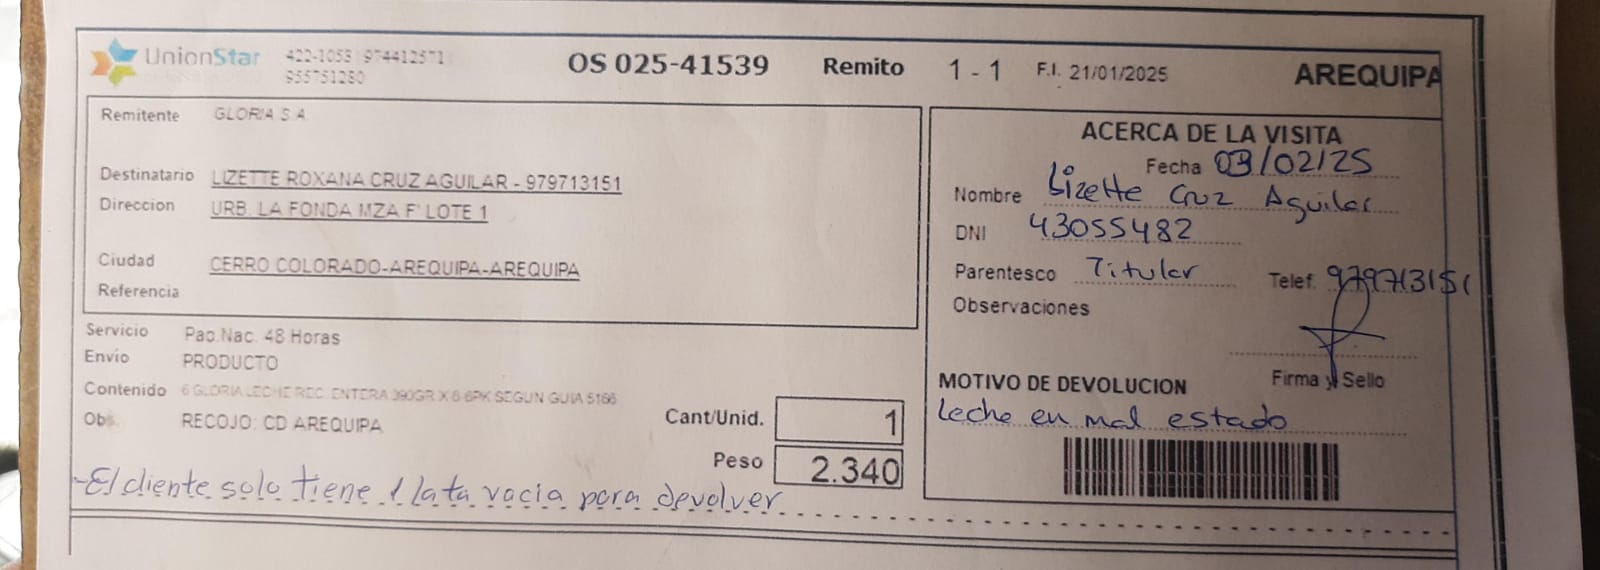 UnionStar 422-1053 974412571 OS 025-41539 Remito 1 - 1 F.I. 21/01/2025 AREQUIPA
955751280
Remitente GLORIA S.A.
Destinatario LIZETTE ROXANA CRUZ AGUILAR - 979713151
Direccion URB. LA FONDA MZA F' LOTE 1
Ciudad CERRO COLORADO-AREQUIPA-AREQUIPA
Referencia
Servicio Paq.Nac. 48 Horas
Envío PRODUCTO
Contenido 6 GLORIA LECHE REC. ENTERA 390GR X 6-6PK SEGUN GUIA 5166
Obs. RECOJO: CD AREQUIPA
Cant/Unid. 1
Peso 2.340
-El cliente solo tiene 1 lata vacia para devolver
ACERCA DE LA VISITA
Fecha 03/02/25
Nombre Lizette Cruz Aguilar
DNI 43055482
Parentesco Titular Telef. 979713151
Observaciones
Firma y Sello
MOTIVO DE DEVOLUCION
Leche en mal estado